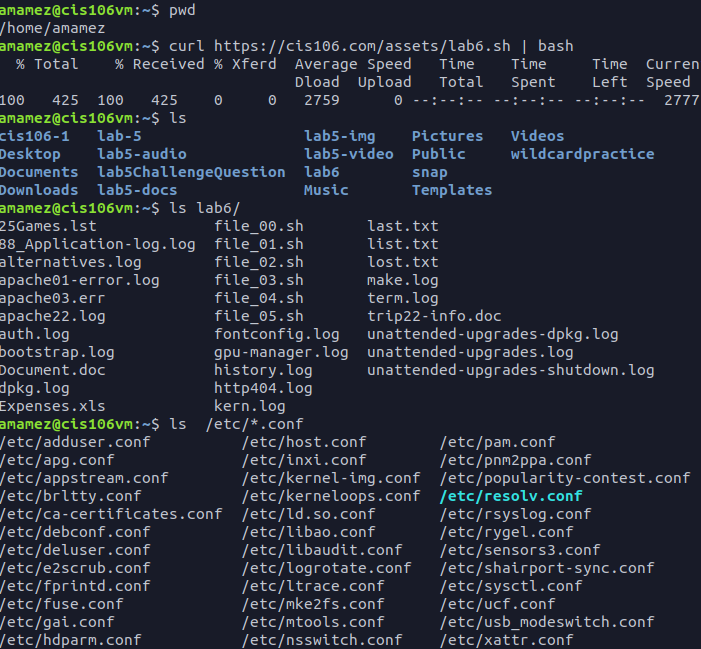 amamez@cis106vm:~$ pwd
/home/amamez
amamez@cis106vm:~$ curl https://cis106.com/assets/lab6.sh | bash
  % Total    % Received % Xferd  Average Speed   Time    Time     Time  Curren
                                 Dload  Upload   Total   Spent    Left  Speed
100   425  100   425    0     0   2759      0 --:--:-- --:--:-- --:--:--  2777
amamez@cis106vm:~$ ls
cis106-1   lab-5                  lab5-img    Pictures   Videos
Desktop    lab5-audio             lab5-video  Public     wildcardpractice
Documents  lab5ChallengeQuestion  lab6        snap
Downloads  lab5-docs              Music       Templates
amamez@cis106vm:~$ ls lab6/
25Games.lst             file_00.sh       last.txt
88_Application-log.log  file_01.sh       list.txt
alternatives.log        file_02.sh       lost.txt
apache01-error.log      file_03.sh       make.log
apache03.err            file_04.sh       term.log
apache22.log            file_05.sh       trip22-info.doc
auth.log                fontconfig.log   unattended-upgrades-dpkg.log
bootstrap.log           gpu-manager.log  unattended-upgrades.log
Document.doc            history.log      unattended-upgrades-shutdown.log
dpkg.log                http404.log
Expenses.xls            kern.log
amamez@cis106vm:~$ ls  /etc/*.conf
/etc/adduser.conf          /etc/host.conf        /etc/pam.conf
/etc/apg.conf              /etc/inxi.conf        /etc/pnm2ppa.conf
/etc/appstream.conf        /etc/kernel-img.conf  /etc/popularity-contest.conf
/etc/brltty.conf           /etc/kerneloops.conf  /etc/resolv.conf
/etc/ca-certificates.conf  /etc/ld.so.conf       /etc/rsyslog.conf
/etc/debconf.conf          /etc/libao.conf       /etc/rygel.conf
/etc/deluser.conf          /etc/libaudit.conf    /etc/sensors3.conf
/etc/e2scrub.conf          /etc/logrotate.conf   /etc/shairport-sync.conf
/etc/fprintd.conf          /etc/ltrace.conf      /etc/sysctl.conf
/etc/fuse.conf             /etc/mke2fs.conf      /etc/ucf.conf
/etc/gai.conf              /etc/mtools.conf      /etc/usb_modeswitch.conf
/etc/hdparm.conf           /etc/nsswitch.conf    /etc/xattr.conf